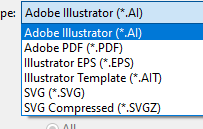 pe: Adobe Illustrator (*.AI)
Adobe Illustrator (*.AI)
Adobe PDF (*.PDF)
Illustrator EPS (*.EPS)
Illustrator Template (*.AIT)
SVG (*.SVG)
SVG Compressed (*.SVGZ)
All